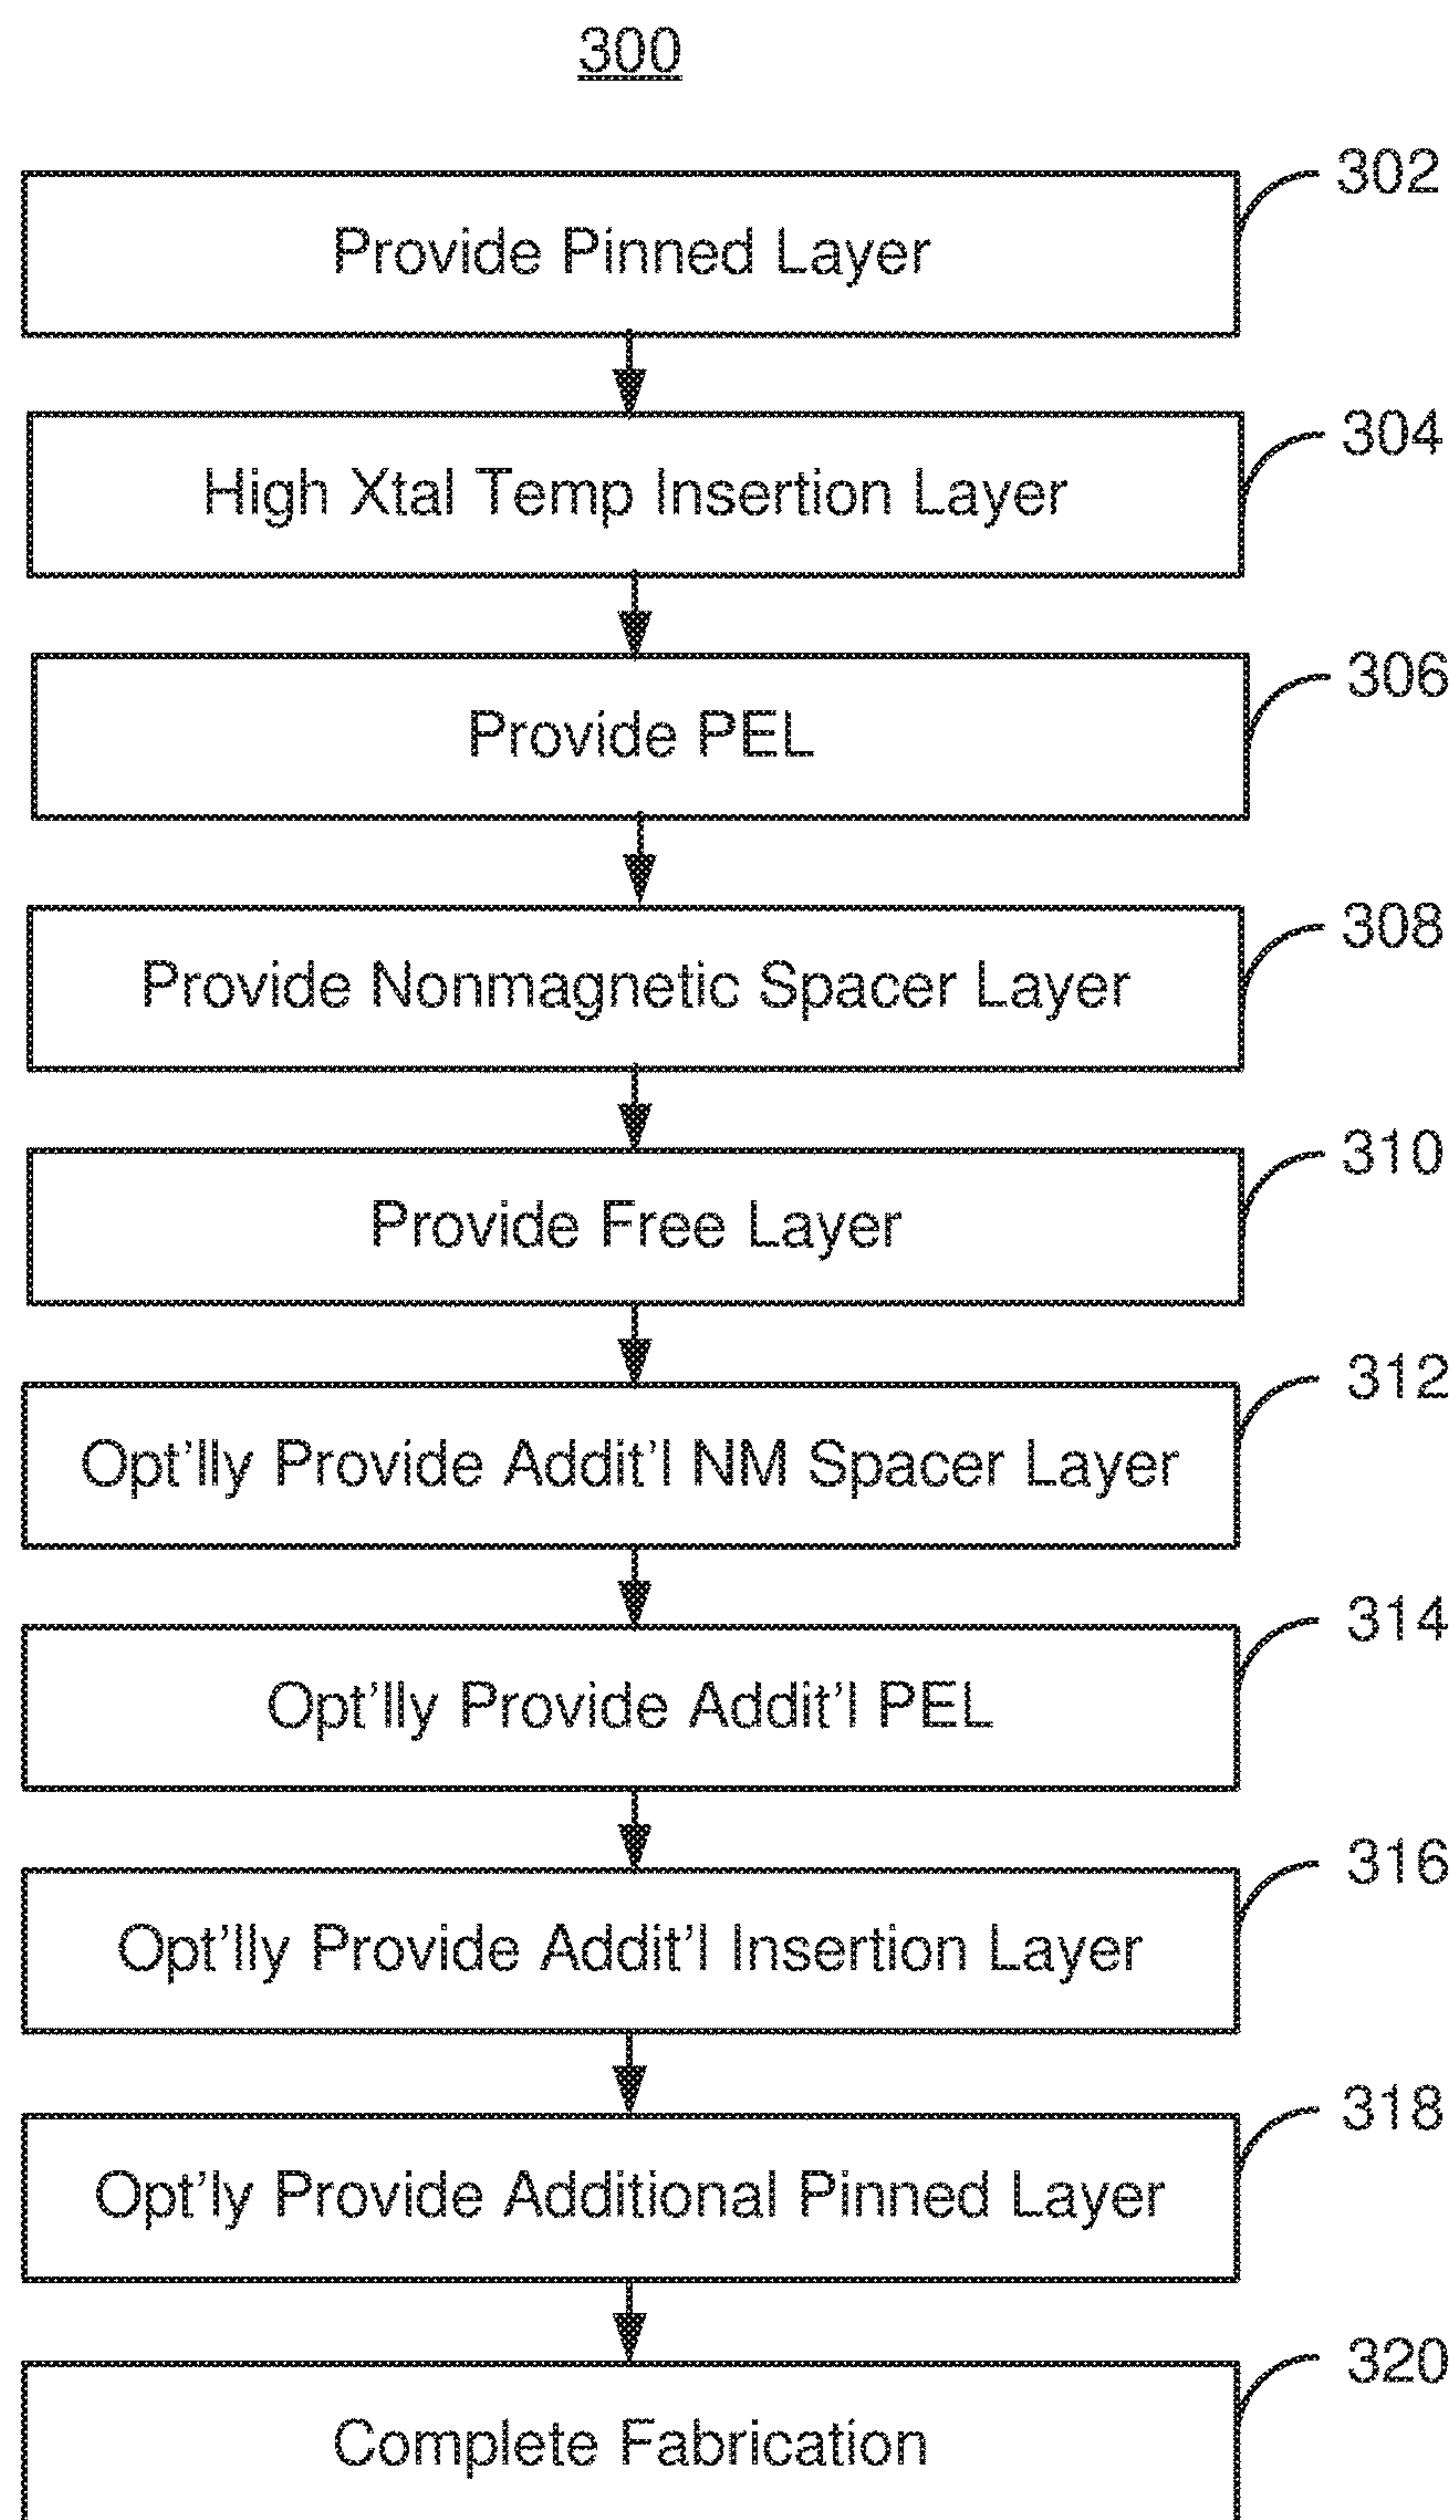 300
Provide Pinned Layer
302
High Xtal Temp Insertion Layer
304
Provide PEL
306
Provide Nonmagnetic Spacer Layer
308
Provide Free Layer
310
Opt'lly Provide Addit'l NM Spacer Layer
312
Opt'lly Provide Addit'l PEL
314
Opt'lly Provide Addit'l Insertion Layer
316
Opt'ly Provide Additional Pinned Layer
318
Complete Fabrication
320